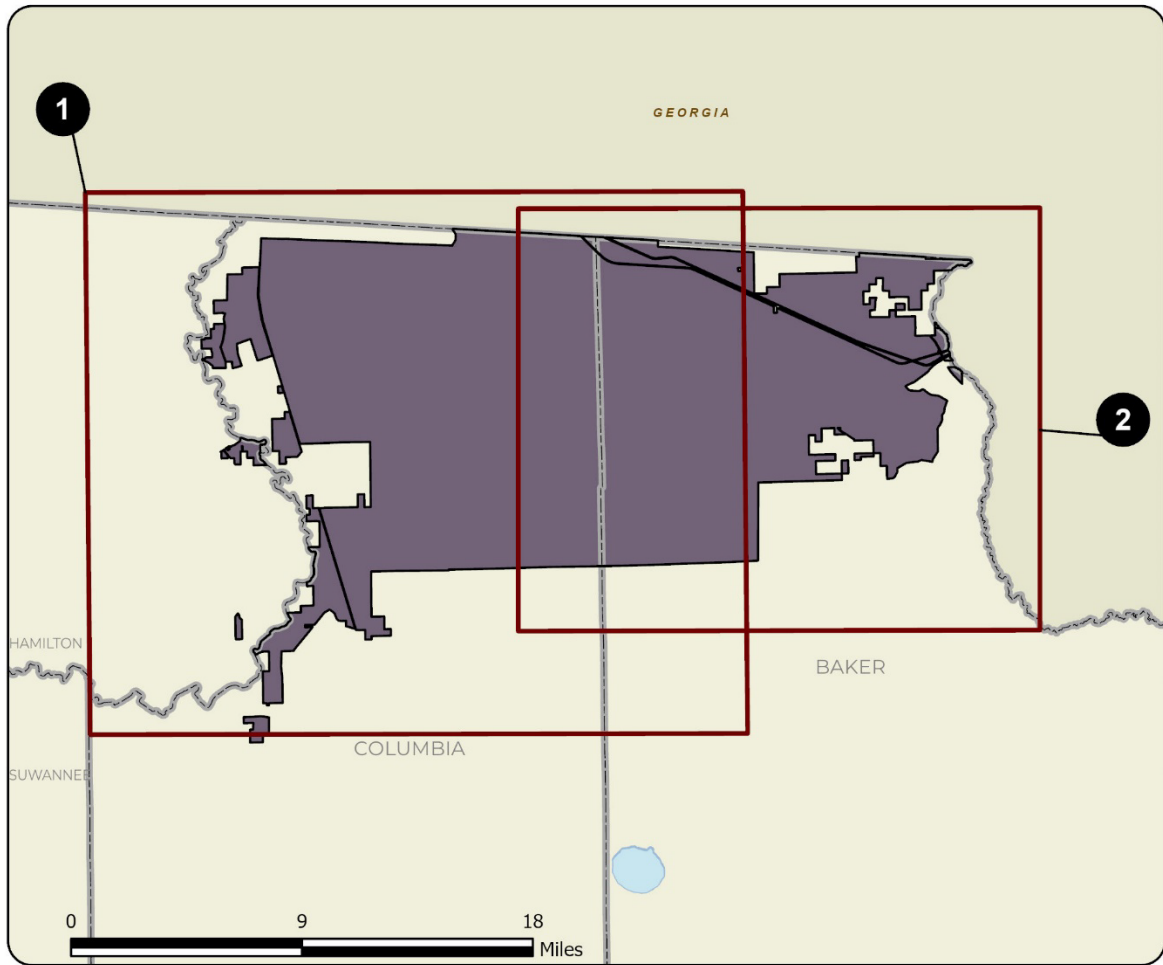 1
GEORGIA
2
HAMILTON
BAKER
COLUMBIA
SUWANNEE
0 9 18
Miles